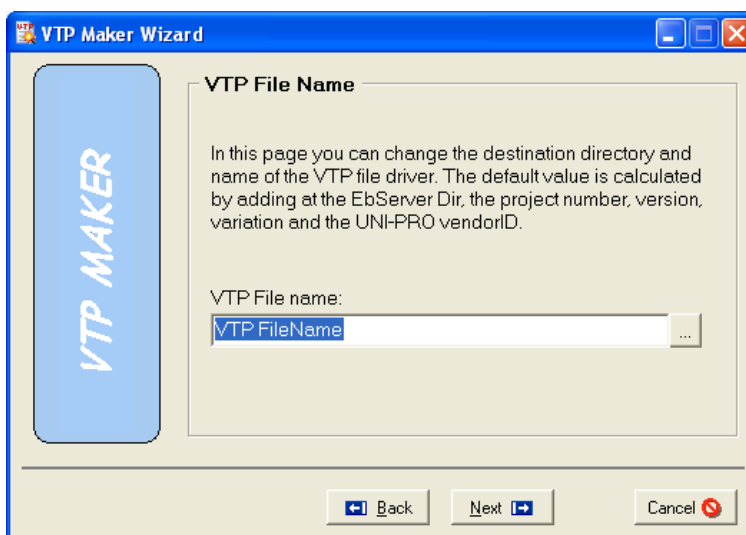 VTP Maker Wizard
VTP MAKER
VTP File Name
In this page you can change the destination directory and
name of the VTP file driver. The default value is calculated
by adding at the EbServer Dir, the project number, version,
variation and the UNI-PRO vendorID.
VTP File name:
VTP FileName
...
Back
Next
Cancel